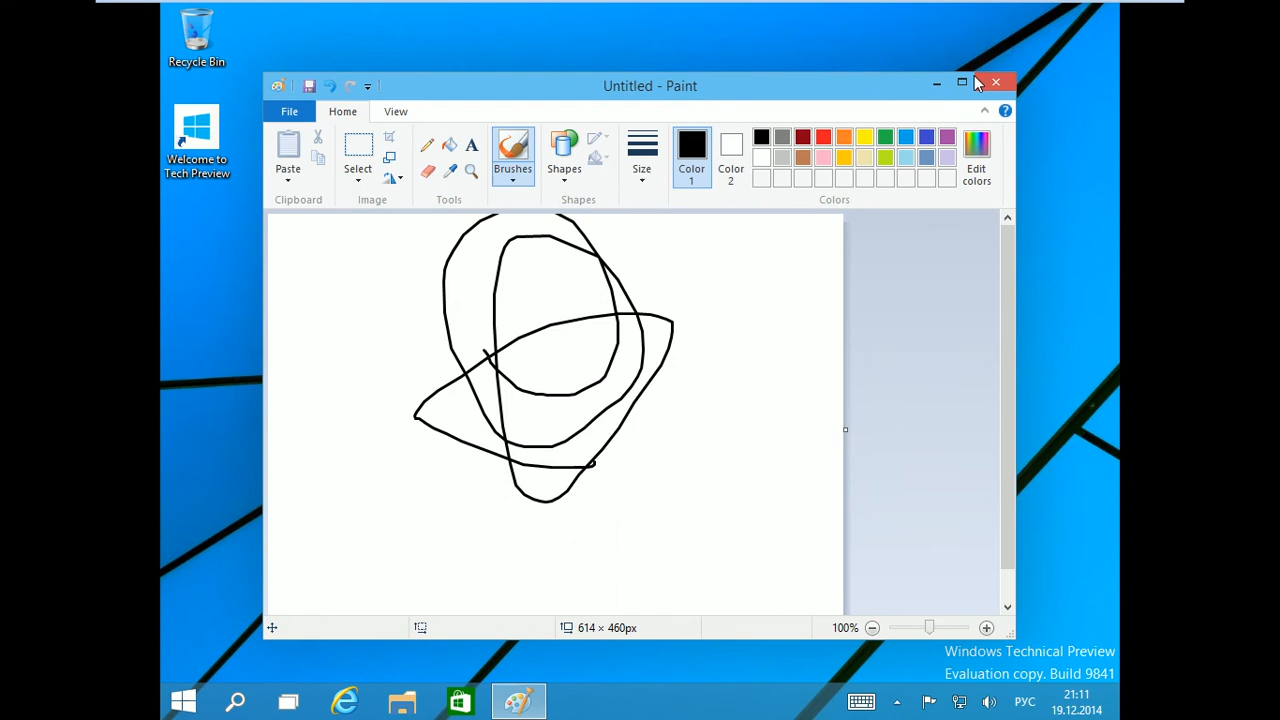 Recycle Bin
Welcome to
Tech Preview
Untitled - Paint
File Home View
Paste Select Brushes Shapes Size Color
1 Color
2 Edit
colors
Clipboard Image Tools Shapes Colors
614 × 460px 100%
Windows Technical Preview
Evaluation copy. Build 9841
РУС 21:11
19.12.2014